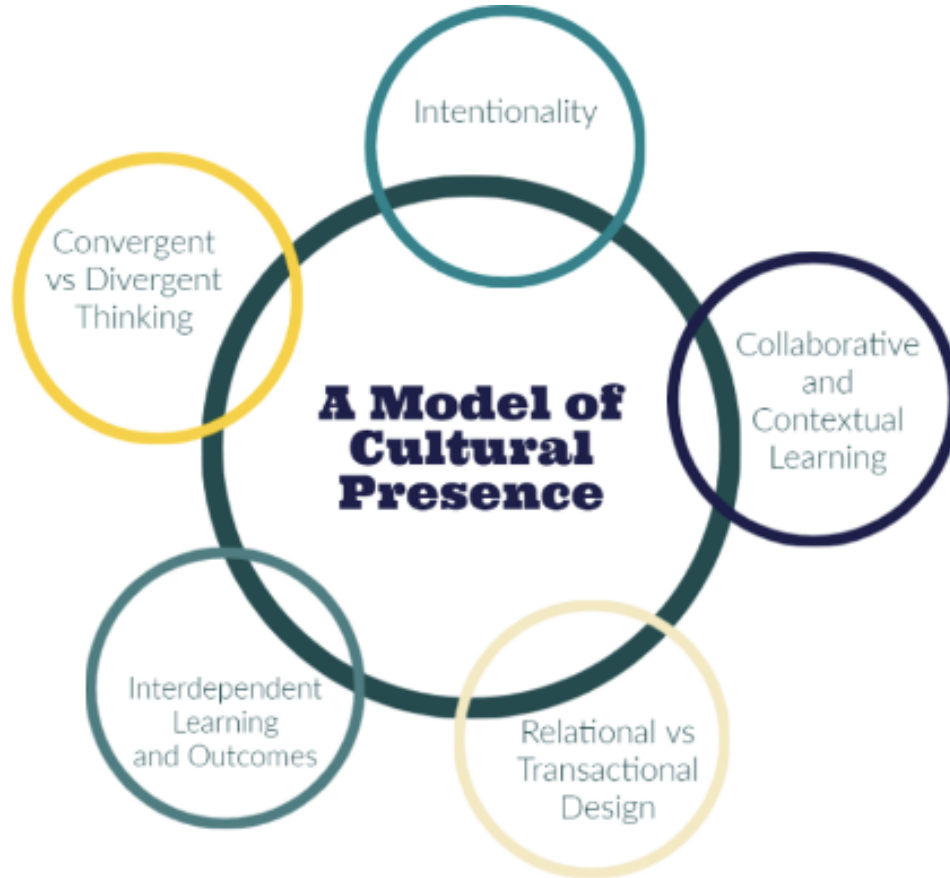 Intentionality
Convergent
vs Divergent
Thinking
Collaborative
and
Contextual
Learning
A Model of
Cultural
Presence
Interdependent
Learning
and Outcomes
Relational vs
Transactional
Design